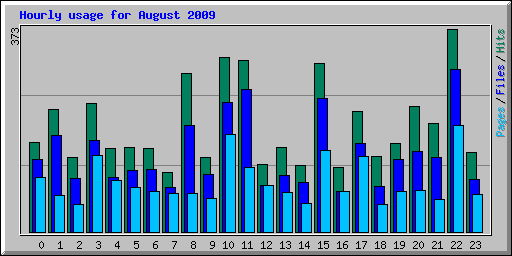 Hourly usage for August 2009
373
Pages / Files / Hits
0 1 2 3 4 5 6 7 8 9 10 11 12 13 14 15 16 17 18 19 20 21 22 23